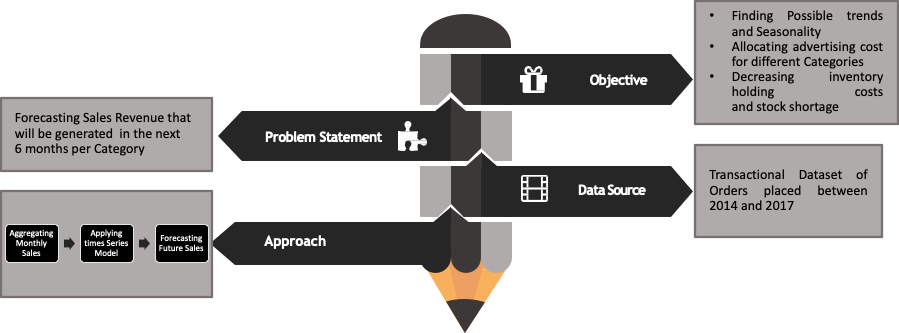 Objective
• Finding Possible trends
and Seasonality
• Allocating advertising cost
for different Categories
• Decreasing inventory
holding costs
and stock shortage
Problem Statement
Forecasting Sales Revenue that
will be generated in the next
6 months per Category
Data Source
Transactional Dataset of
Orders placed between
2014 and 2017
Approach
Aggregating
Monthly
Sales
Applying
times Series
Model
Forecasting
Future Sales